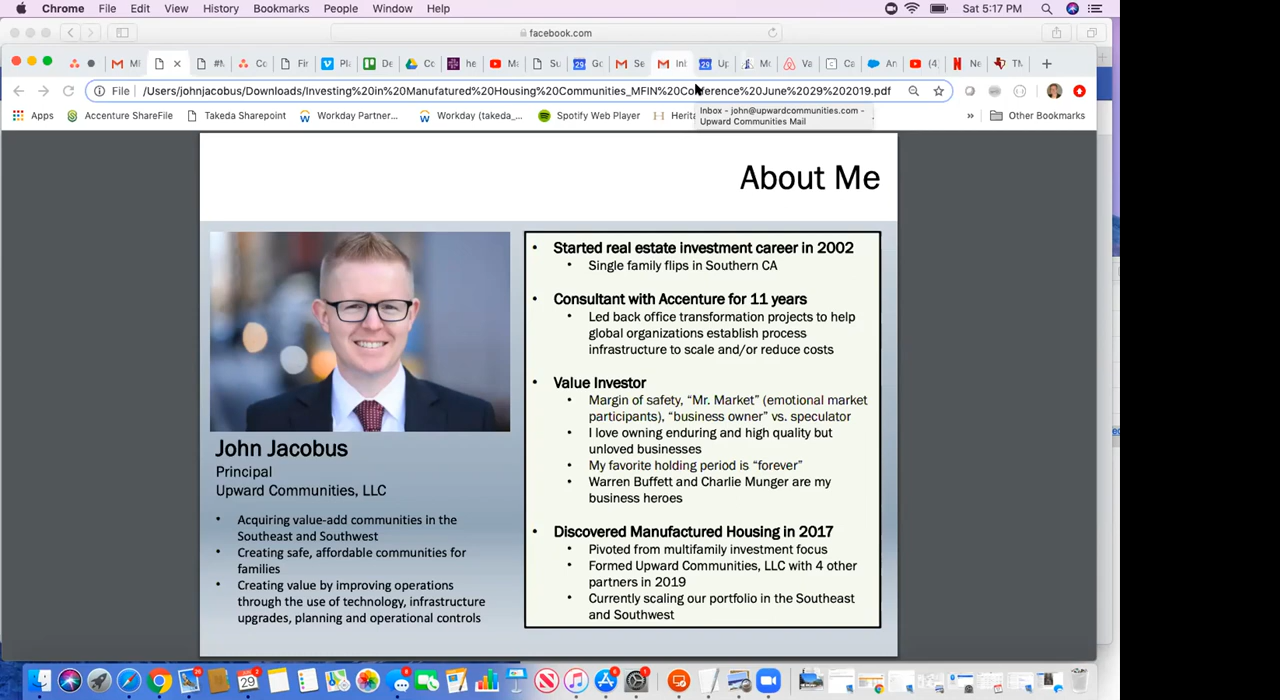 Chrome File Edit View History Bookmarks People Window Help Sat 5:17 PM
facebook.com
File /Users/johnjacobus/Downloads/Investing%20in%20Manufatured%20Housing%20Communities_MFIN%20Conference%20June%2029%202019.pdf
Apps Accenture ShareFile Takeda Sharepoint Workday Partner... Workday (takeda_... Spotify Web Player Herita » Other Bookmarks
Inbox - john@upwardcommunities.com -
Upward Communities Mail
About Me
John Jacobus
Principal
Upward Communities, LLC
• Acquiring value-add communities in the
Southeast and Southwest
• Creating safe, affordable communities for
families
• Creating value by improving operations
through the use of technology, infrastructure
upgrades, planning and operational controls
• Started real estate investment career in 2002
• Single family flips in Southern CA
• Consultant with Accenture for 11 years
• Led back office transformation projects to help
global organizations establish process
infrastructure to scale and/or reduce costs
• Value Investor
• Margin of safety, “Mr. Market” (emotional market
participants), “business owner” vs. speculator
• I love owning enduring and high quality but
unloved businesses
• My favorite holding period is “forever”
• Warren Buffett and Charlie Munger are my
business heroes
• Discovered Manufactured Housing in 2017
• Pivoted from multifamily investment focus
• Formed Upward Communities, LLC with 4 other
partners in 2019
• Currently scaling our portfolio in the Southeast
and Southwest